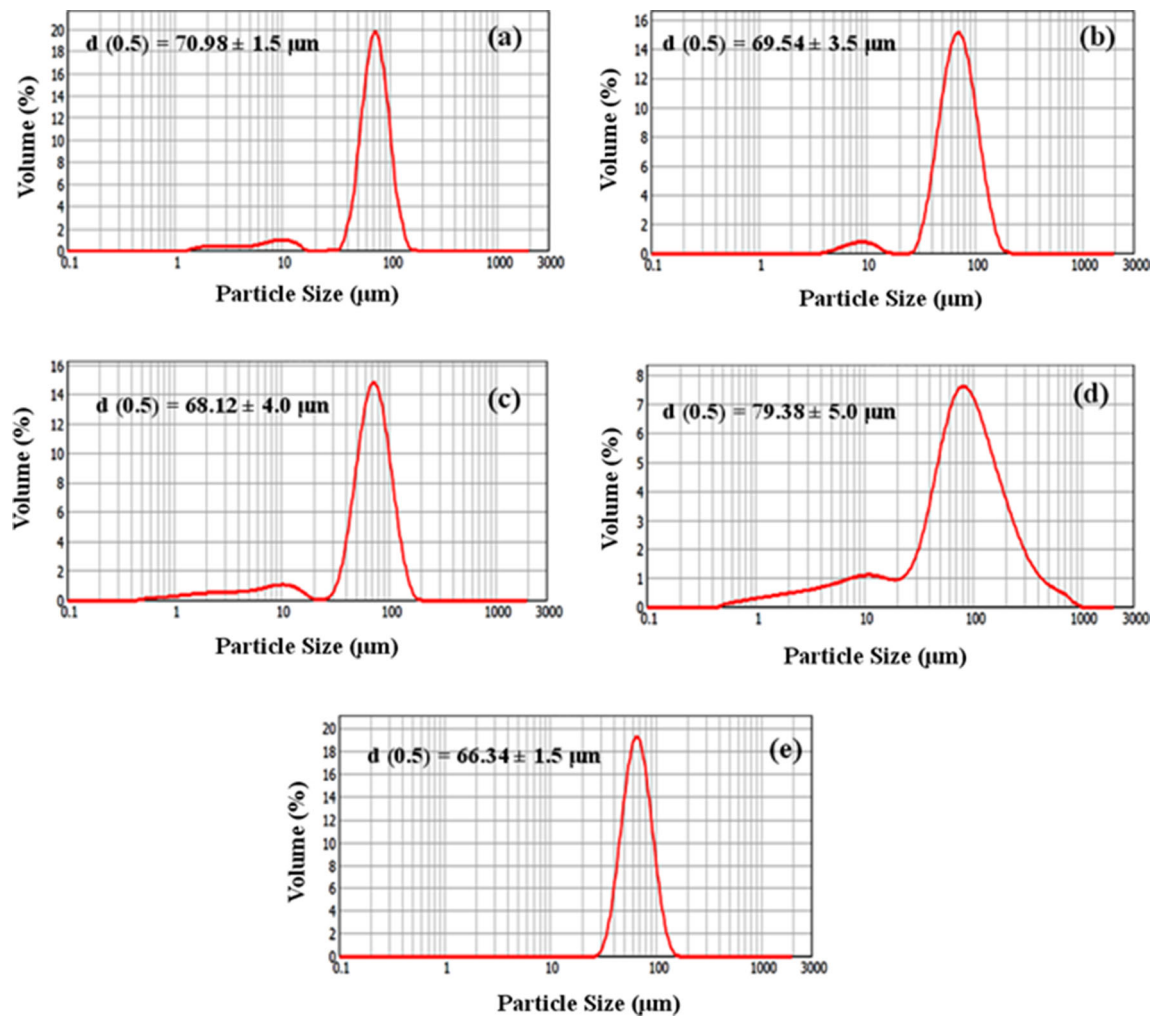 d (0.5) = 70.98 ± 1.5 µm
(a)
Volume (%)
20
18
16
14
12
10
8
6
4
2
0
0.1 1 10 100 1000 3000
Particle Size (µm)
d (0.5) = 69.54 ± 3.5 µm
(b)
Volume (%)
16
14
12
10
8
6
4
2
0
0.1 1 10 100 1000 3000
Particle Size (µm)
d (0.5) = 68.12 ± 4.0 µm
(c)
Volume (%)
16
14
12
10
8
6
4
2
0
0.1 1 10 100 1000 3000
Particle Size (µm)
d (0.5) = 79.38 ± 5.0 µm
(d)
Volume (%)
8
7
6
5
4
3
2
1
0
0.1 1 10 100 1000 3000
Particle Size (µm)
d (0.5) = 66.34 ± 1.5 µm
(e)
Volume (%)
20
18
16
14
12
10
8
6
4
2
0
0.1 1 10 100 1000 3000
Particle Size (µm)